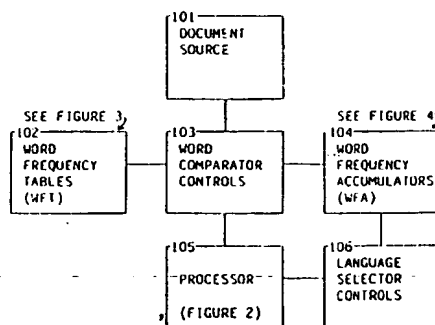 101
DOCUMENT
SOURCE
SEE FIGURE 3
102
WORD
FREQUENCY
TABLES
(WFT)
103
WORD
COMPARATOR
CONTROLS
SEE FIGURE 4
104
WORD
FREQUENCY
ACCUMULATORS
(WFA)
105
PROCESSOR
(FIGURE 2)
106
LANGUAGE
SELECTOR
CONTROLS